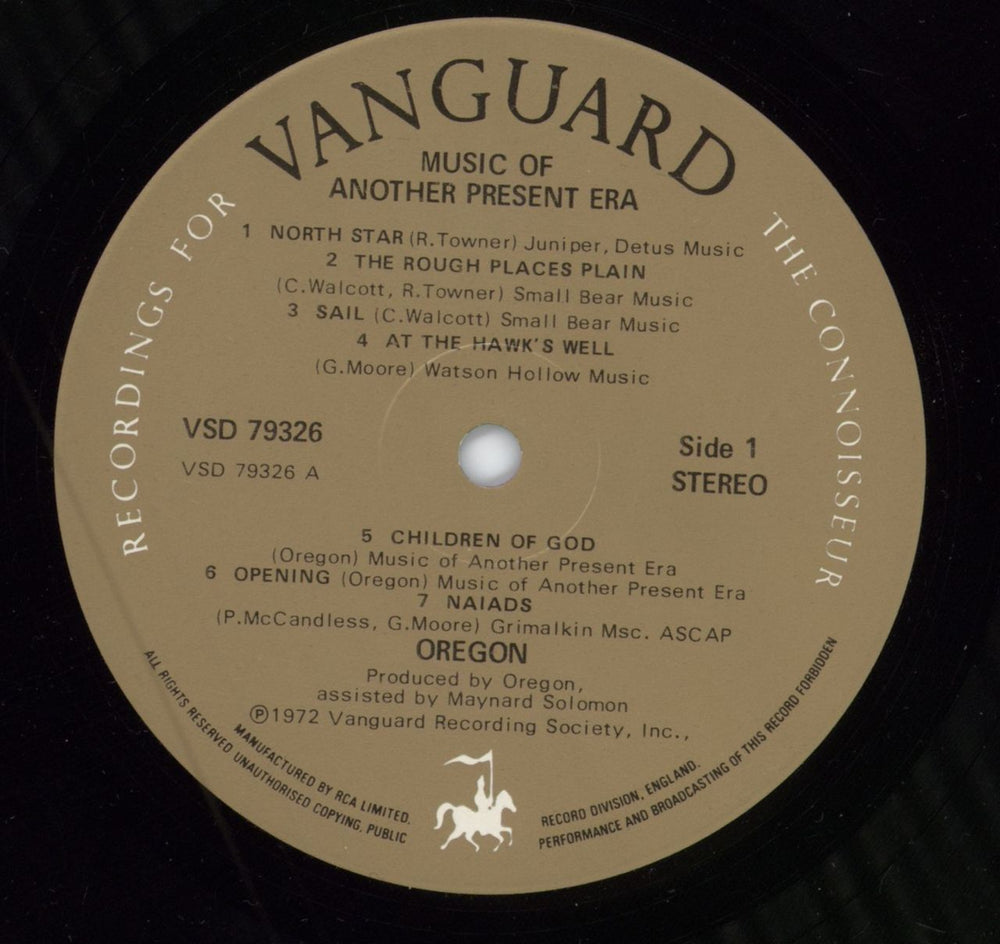 VANGUARD
RECORDINGS FOR
THE CONNOISSEUR
MUSIC OF
ANOTHER PRESENT ERA
1 NORTH STAR (R.Towner) Juniper, Detus Music
2 THE ROUGH PLACES PLAIN
(C.Walcott, R.Towner) Small Bear Music
3 SAIL (C.Walcott) Small Bear Music
4 AT THE HAWK'S WELL
(G.Moore) Watson Hollow Music
VSD 79326
VSD 79326 A
Side 1
STEREO
5 CHILDREN OF GOD
(Oregon) Music of Another Present Era
6 OPENING (Oregon) Music of Another Present Era
7 NAIADS
(P.McCandless, G.Moore) Grimalkin Msc. ASCAP
OREGON
Produced by Oregon,
assisted by Maynard Solomon
Ⓟ1972 Vanguard Recording Society, Inc.,
MANUFACTURED BY RCA LIMITED, RECORD DIVISION, ENGLAND.
ALL RIGHTS RESERVED UNAUTHORISED COPYING, PUBLIC PERFORMANCE AND BROADCASTING OF THIS RECORD FORBIDDEN